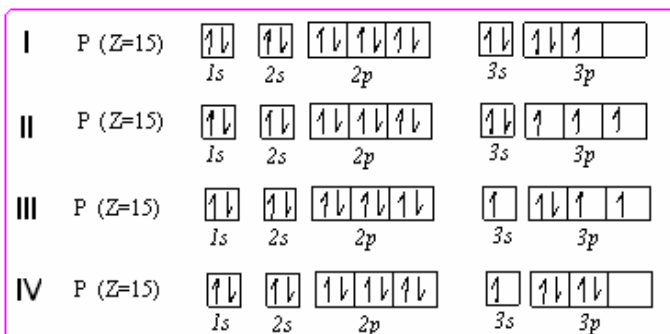 I P (Z=15)
1s 2s 2p 3s 3p
II P (Z=15)
1s 2s 2p 3s 3p
III P (Z=15)
1s 2s 2p 3s 3p
IV P (Z=15)
1s 2s 2p 3s 3p